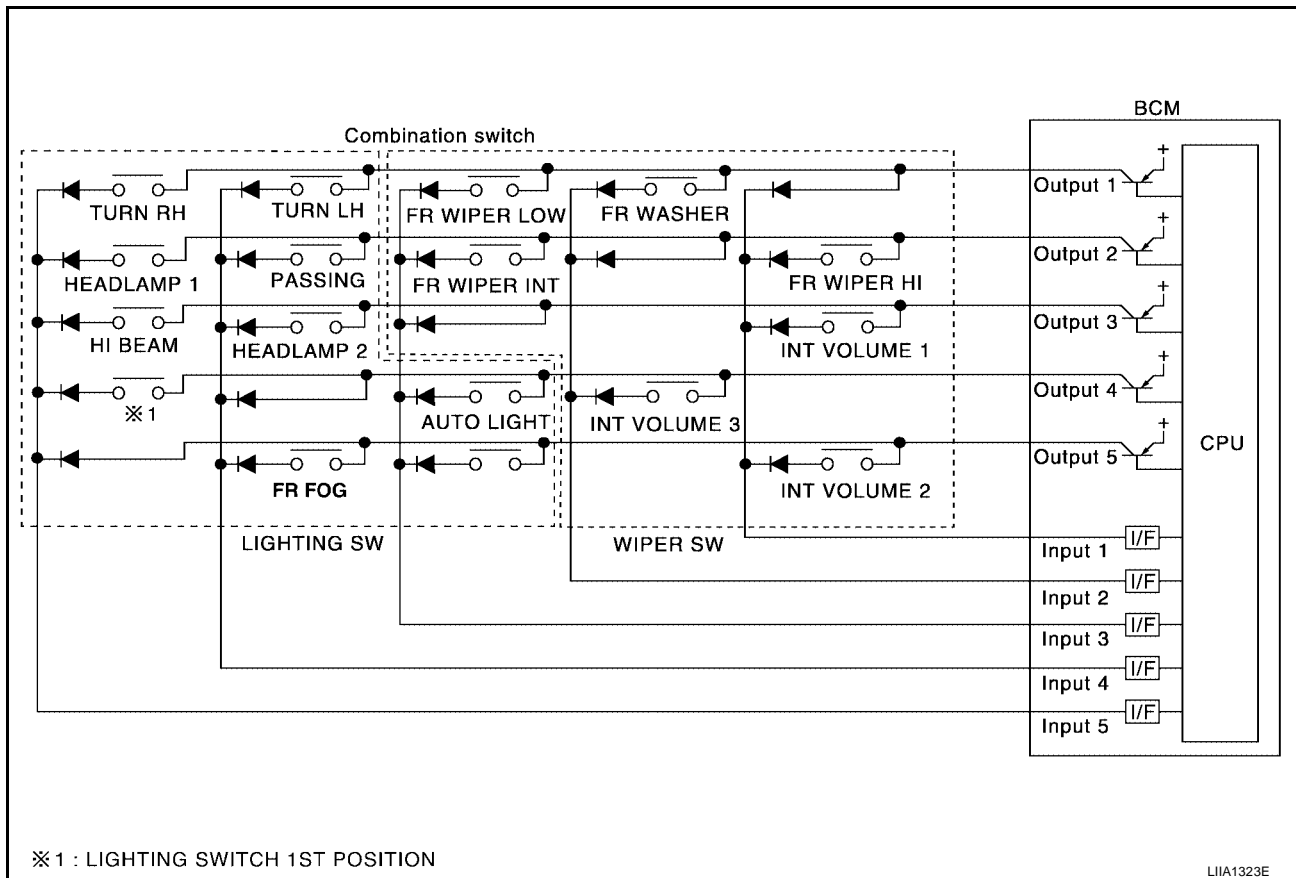 BCM
Combination switch
Output 1
TURN RH
TURN LH
FR WIPER LOW
FR WASHER
Output 2
HEADLAMP 1
PASSING
FR WIPER INT
FR WIPER HI
Output 3
HI BEAM
HEADLAMP 2
INT VOLUME 1
Output 4
※1
AUTO LIGHT
INT VOLUME 3
CPU
Output 5
FR FOG
INT VOLUME 2
LIGHTING SW
WIPER SW
Input 1
I/F
Input 2
I/F
Input 3
I/F
Input 4
I/F
Input 5
I/F
+
+
+
+
+
※1 : LIGHTING SWITCH 1ST POSITION
LIIA1323E